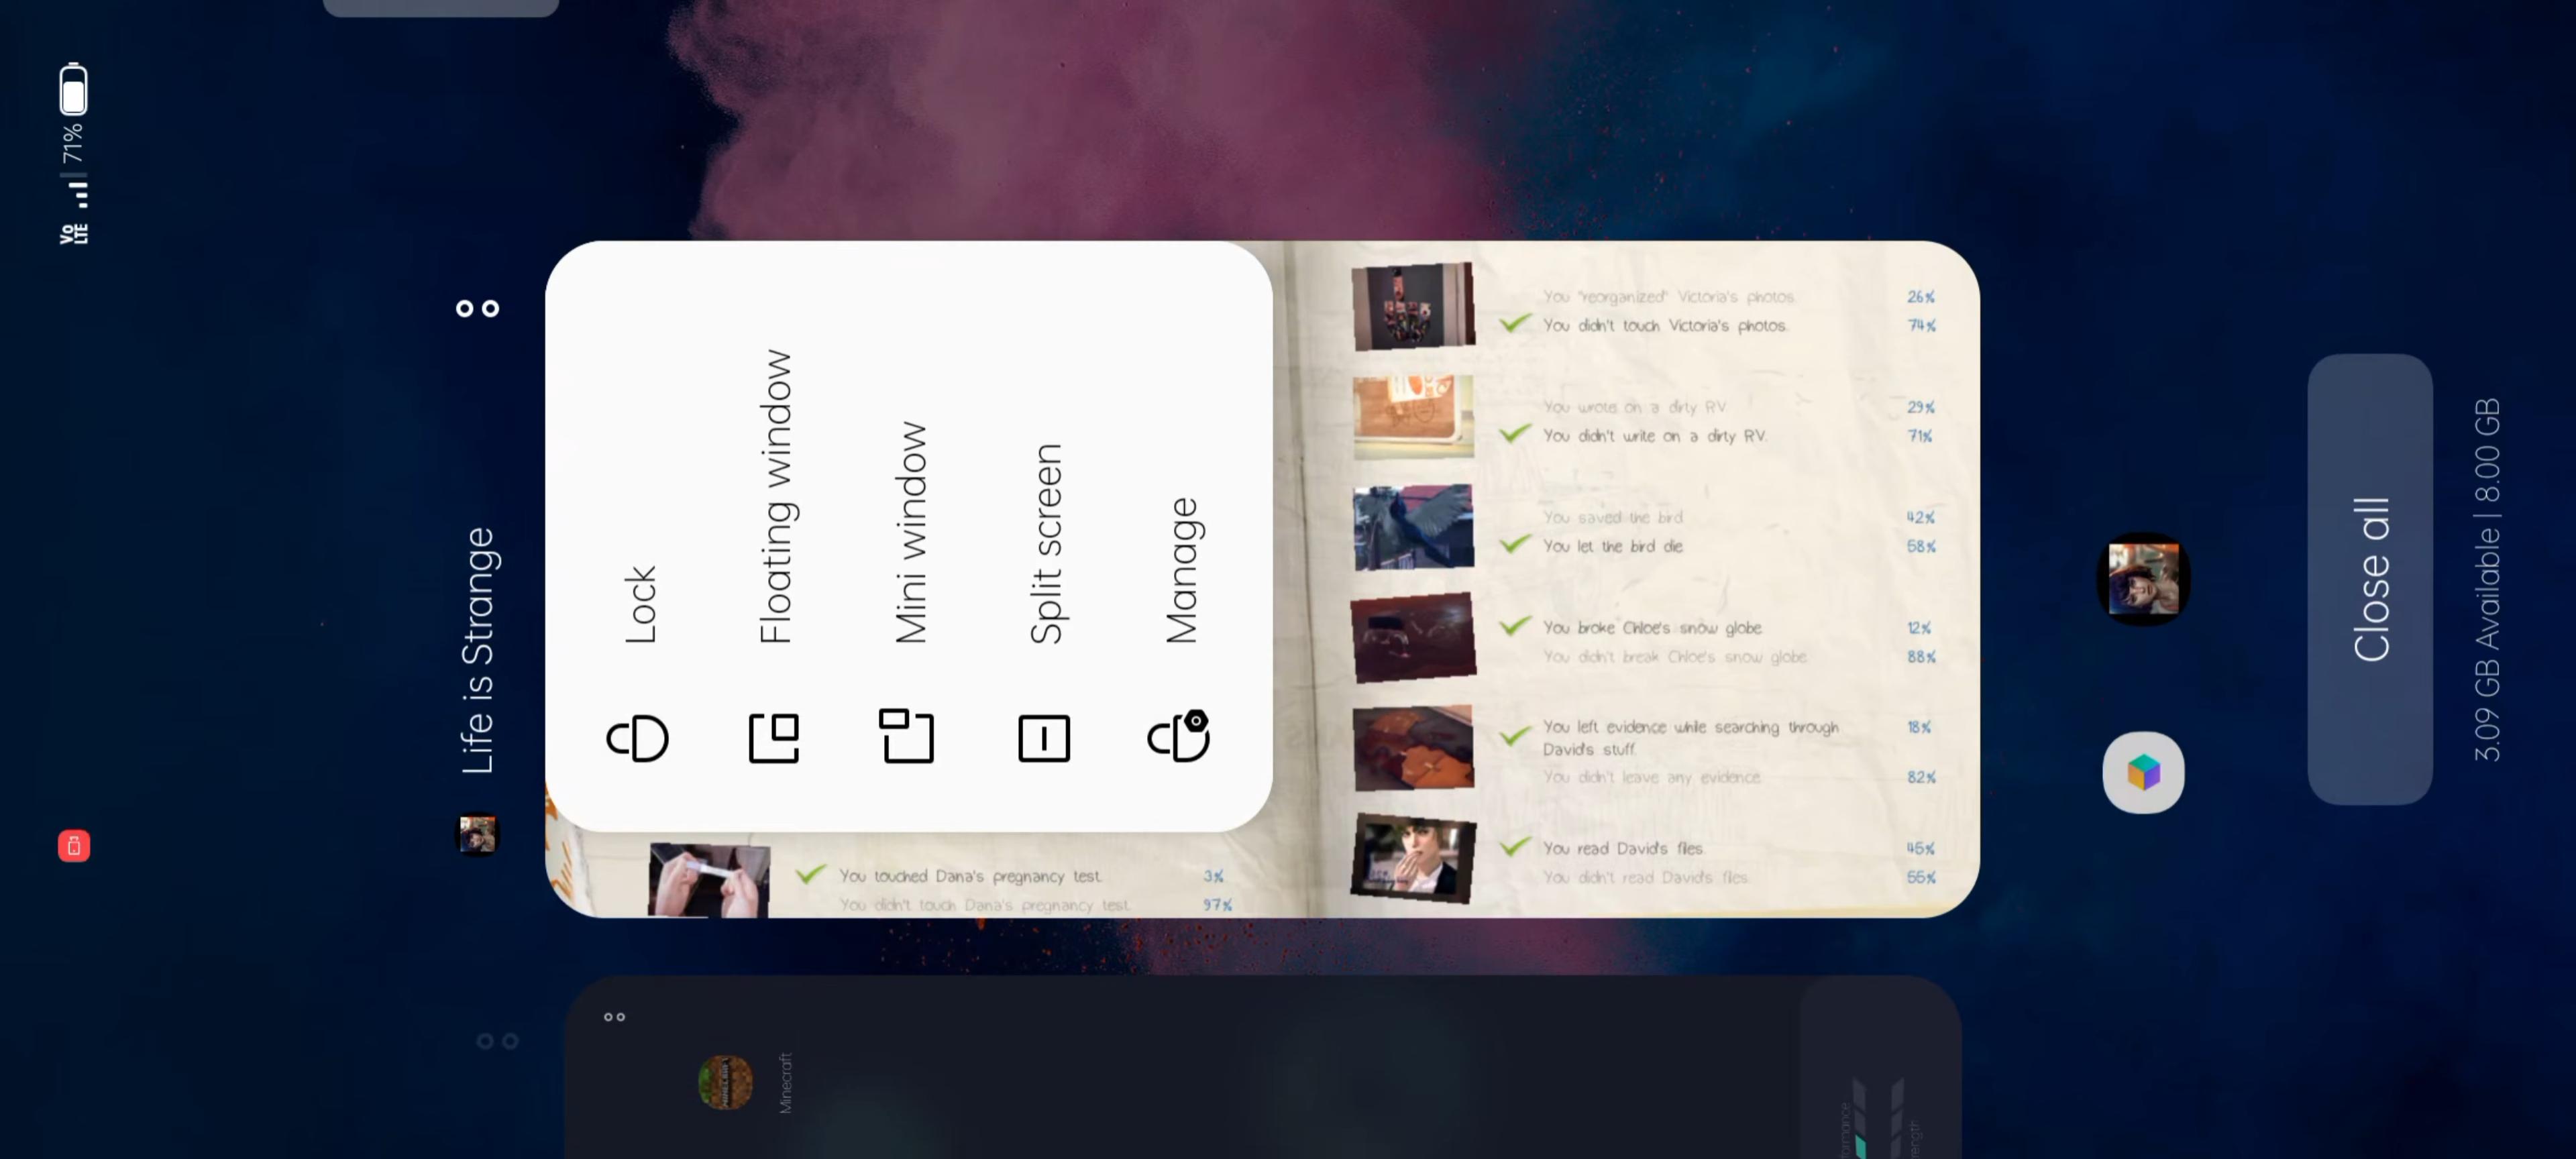 Vo
LTE
71%
Life is Strange
Lock
Floating window
Mini window
Split screen
Manage
You touched Dana's pregnancy test. 3%
You didn't touch Dana's pregnancy test. 97%
You "reorganized" Victoria's photos. 26%
You didn't touch Victoria's photos. 74%
You wrote on a dirty RV. 29%
You didn't write on a dirty RV. 71%
You saved the bird 42%
You let the bird die 58%
You broke Chloe's snow globe 12%
You didn't break Chloe's snow globe 88%
You left evidence while searching through 18%
David's stuff.
You didn't leave any evidence 82%
You read David's files. 45%
You didn't read David's files. 55%
Minecraft
Close all
3.09 GB Available | 8.00 GB